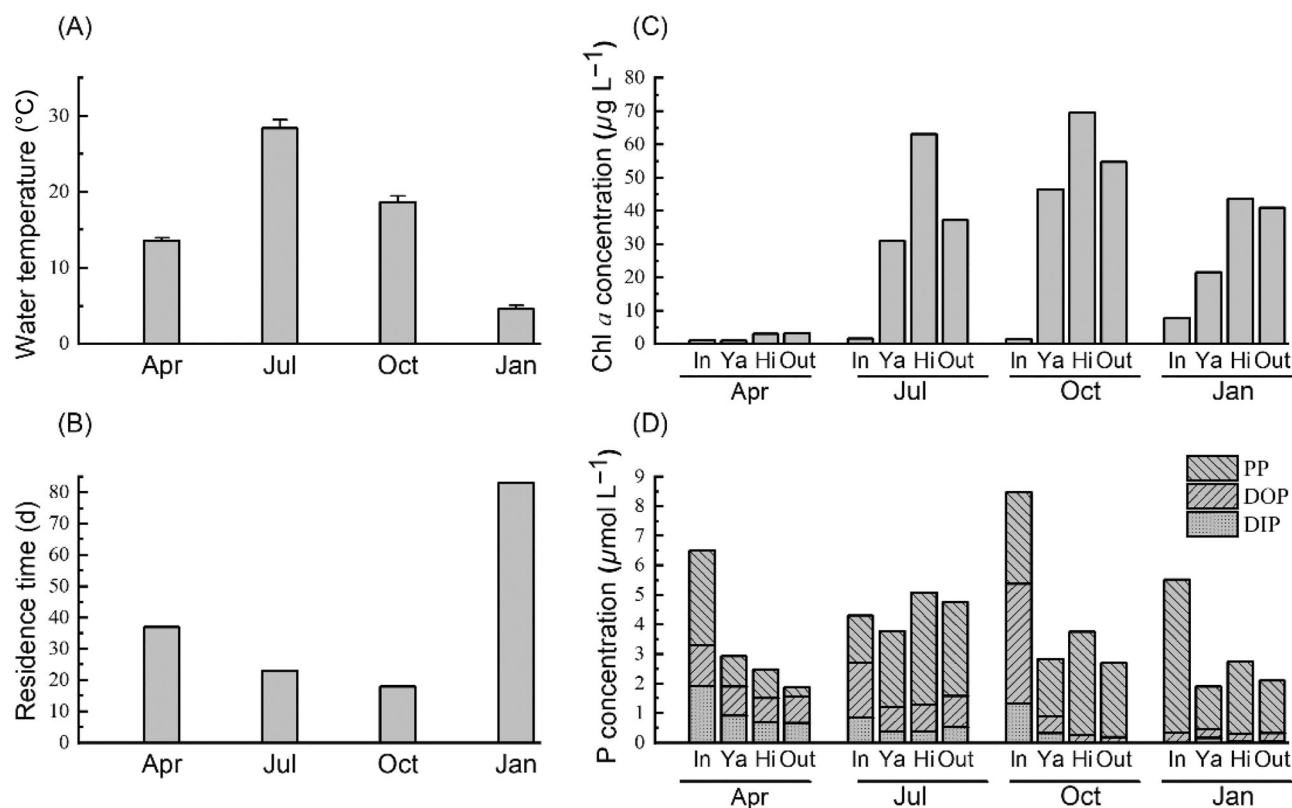 (A)
Water temperature (°C)
30
20
10
0
Apr Jul Oct Jan
(B)
Residence time (d)
80
70
60
50
40
30
20
10
0
Apr Jul Oct Jan
(C)
Chl a concentration (µg L−1)
80
70
60
50
40
30
20
10
0
In Ya Hi Out In Ya Hi Out In Ya Hi Out In Ya Hi Out
Apr Jul Oct Jan
(D)
P concentration (µmol L−1)
9
8
7
6
5
4
3
2
1
0
PP
DOP
DIP
In Ya Hi Out In Ya Hi Out In Ya Hi Out In Ya Hi Out
Apr Jul Oct Jan